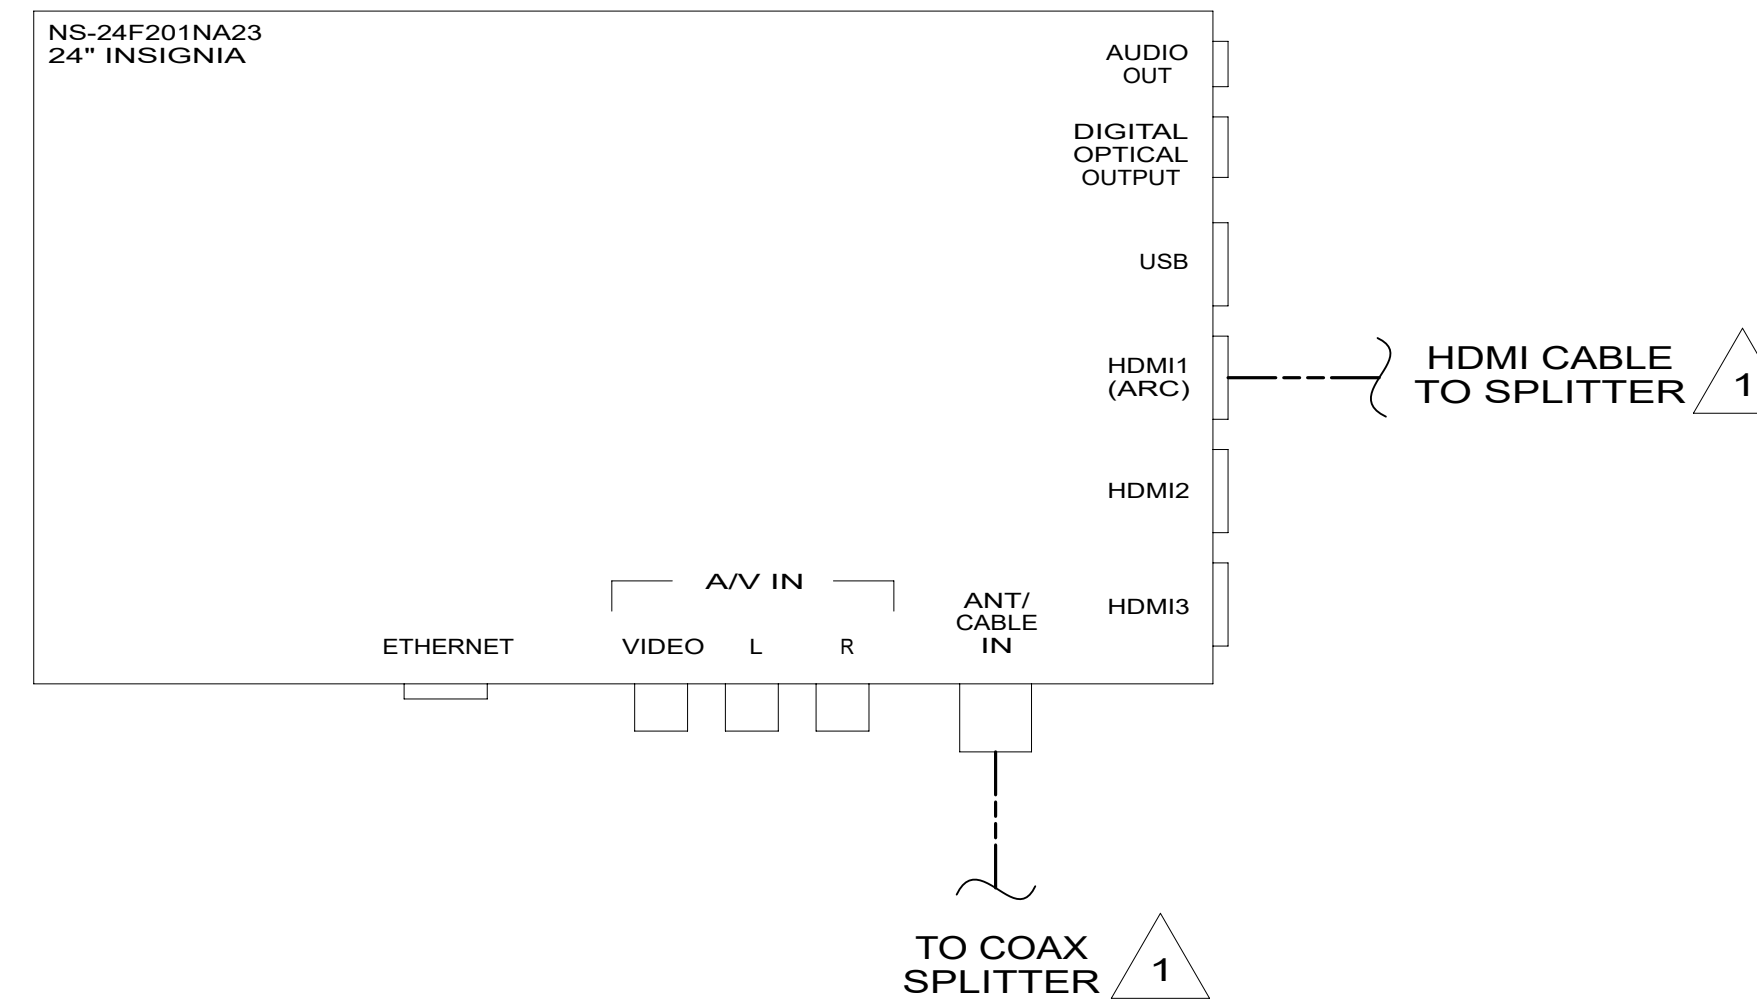 NS-24F201NA23
24" INSIGNIA
AUDIO
OUT
DIGITAL
OPTICAL
OUTPUT
USB
HDMI1
(ARC)
HDMI CABLE
TO SPLITTER
1
HDMI2
HDMI3
A/V IN
ANT/
CABLE
IN
ETHERNET
VIDEO
L
R
TO COAX
SPLITTER
1